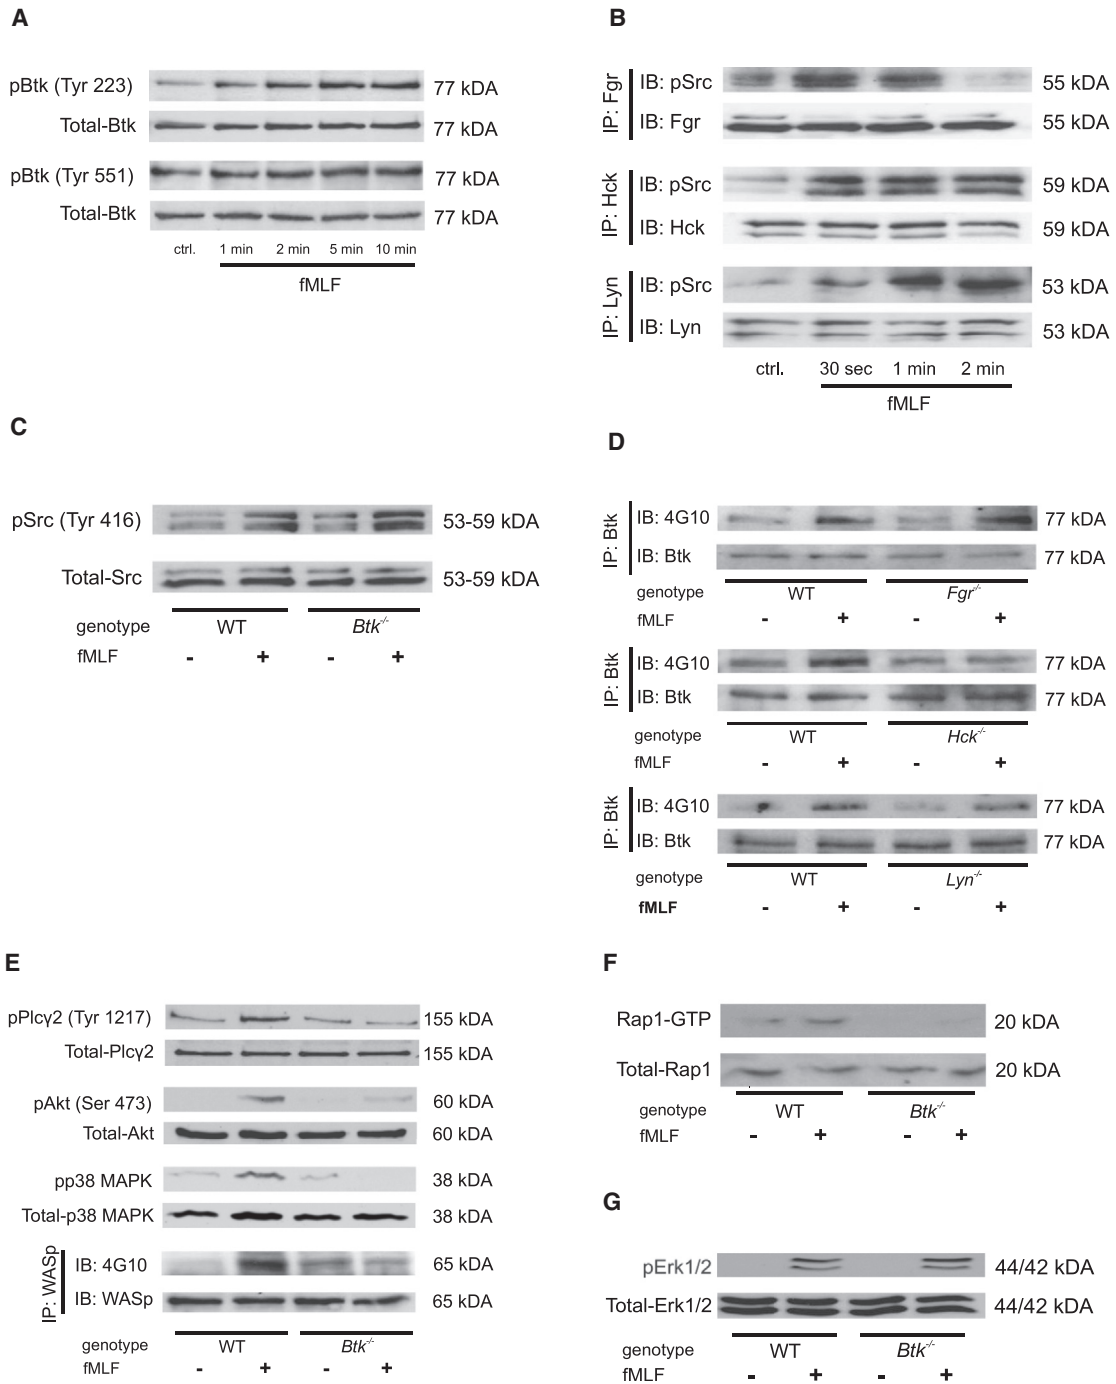 A
pBtk (Tyr 223) 77 kDA
Total-Btk 77 kDA
pBtk (Tyr 551) 77 kDA
Total-Btk 77 kDA
ctrl. 1 min 2 min 5 min 10 min
fMLF
B
IP: Fgr
IB: pSrc 55 kDA
IB: Fgr 55 kDA
IP: Hck
IB: pSrc 59 kDA
IB: Hck 59 kDA
IP: Lyn
IB: pSrc 53 kDA
IB: Lyn 53 kDA
ctrl. 30 sec 1 min 2 min
fMLF
C
pSrc (Tyr 416) 53-59 kDA
Total-Src 53-59 kDA
genotype WT Btk-/-
fMLF - + - +
D
IP: Btk
IB: 4G10 77 kDA
IB: Btk 77 kDA
genotype WT Fgr-/-
fMLF - + - +
IP: Btk
IB: 4G10 77 kDA
IB: Btk 77 kDA
genotype WT Hck-/-
fMLF - + - +
IP: Btk
IB: 4G10 77 kDA
IB: Btk 77 kDA
genotype WT Lyn-/-
fMLF - + - +
E
pPlcγ2 (Tyr 1217) 155 kDA
Total-Plcγ2 155 kDA
pAkt (Ser 473) 60 kDA
Total-Akt 60 kDA
pp38 MAPK 38 kDA
Total-p38 MAPK 38 kDA
IP: WASp
IB: 4G10 65 kDA
IB: WASp 65 kDA
genotype WT Btk-/-
fMLF - + - +
F
Rap1-GTP 20 kDA
Total-Rap1 20 kDA
genotype WT Btk-/-
fMLF - + - +
G
pErk1/2 44/42 kDA
Total-Erk1/2 44/42 kDA
genotype WT Btk-/-
fMLF - + - +